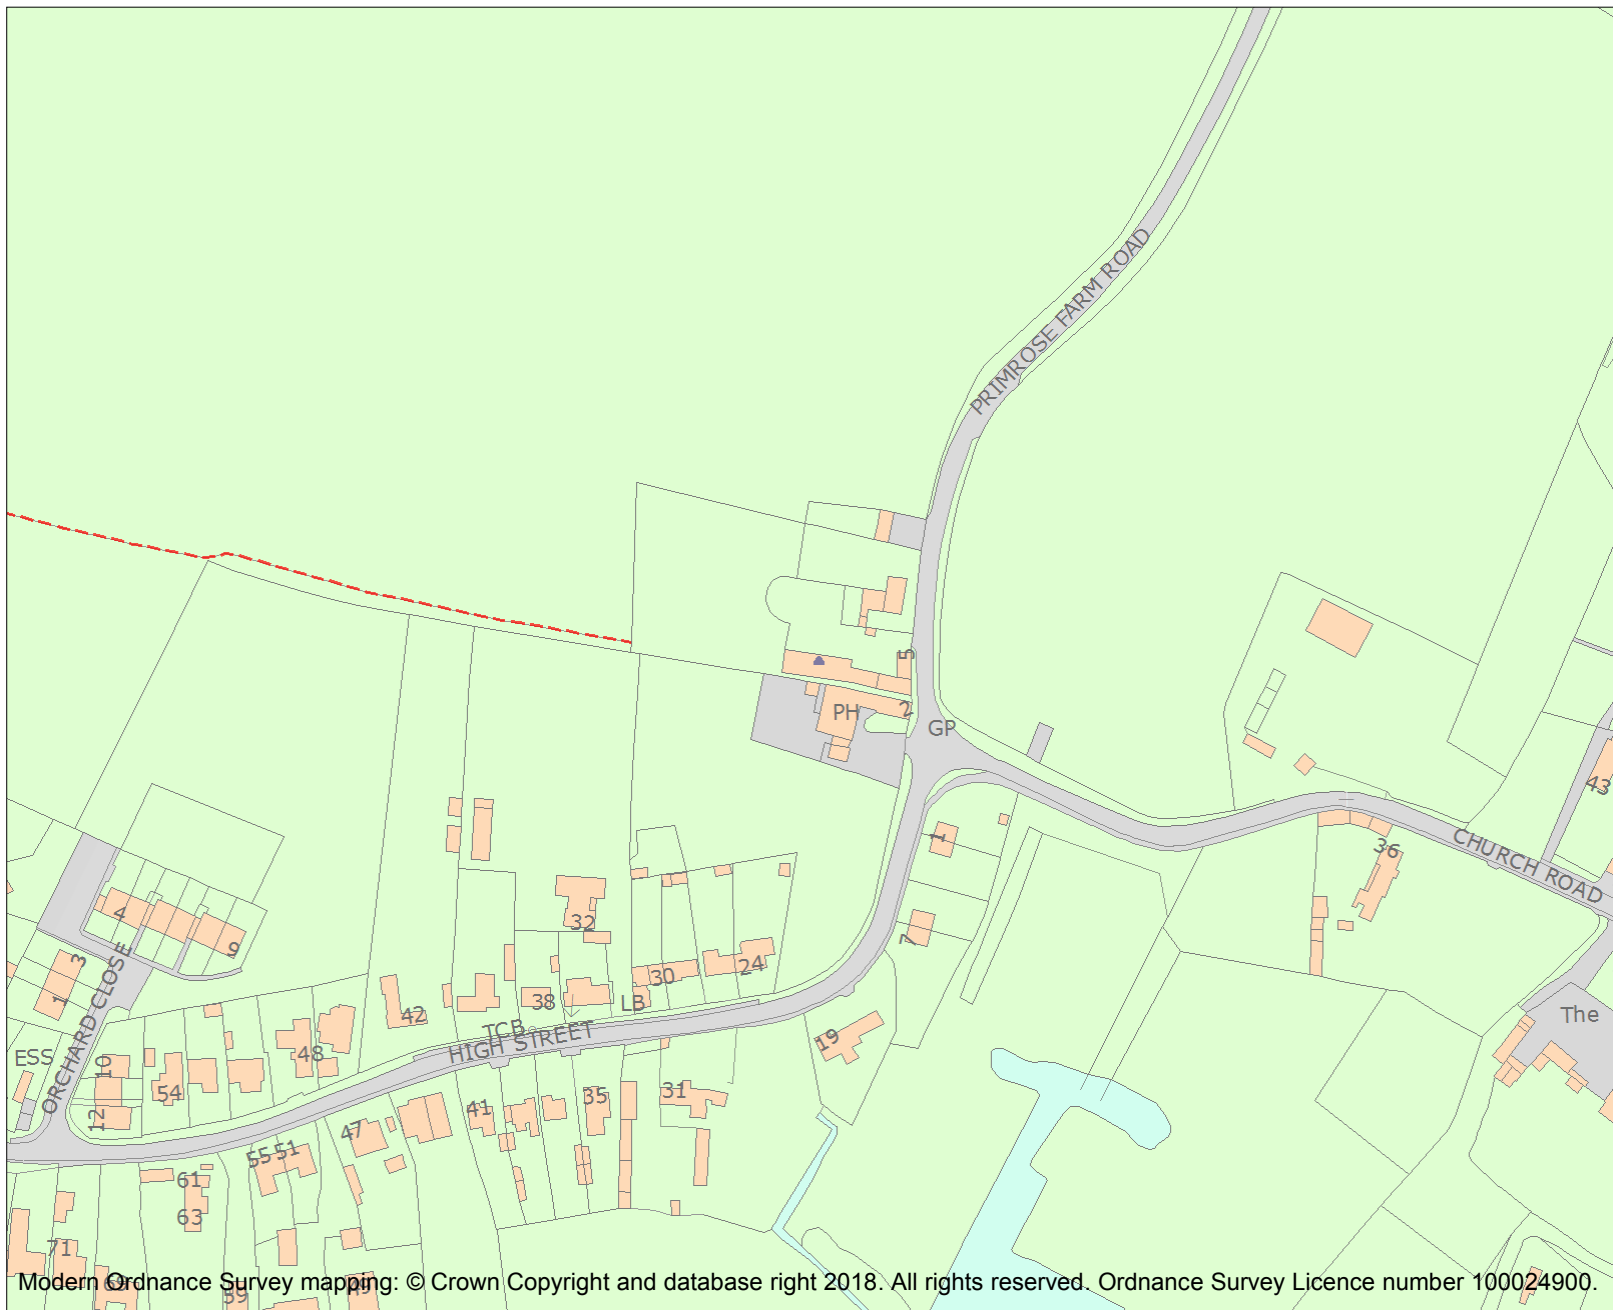 PRIMROSE FARM ROAD
5
2
PH
GP
43
1
CHURCH ROAD
36
4
9
32
7
3
1
30
24
ORCHARD CLOSE
38
LB
42
TCB
HIGH STREET
The
19
ESS
48
10
54
31
35
41
12
47
55
51
61
63
71
59
Modern Ordnance Survey mapping: © Crown Copyright and database right 2018. All rights reserved. Ordnance Survey Licence number 100024900.